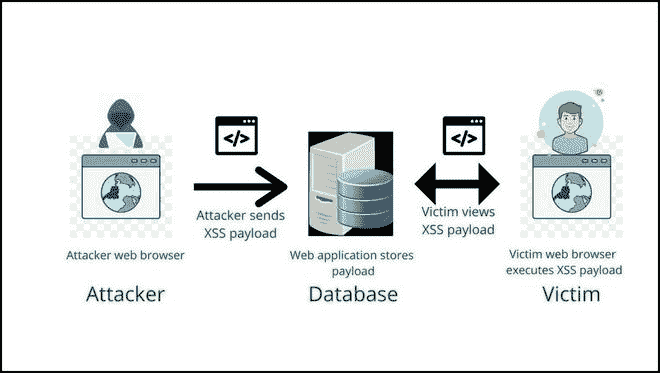 </>
</>
Attacker sends
XSS payload
Victim views
XSS payload
Attacker web browser
Web application stores
payload
Victim web browser
executes XSS payload
Attacker
Database
Victim